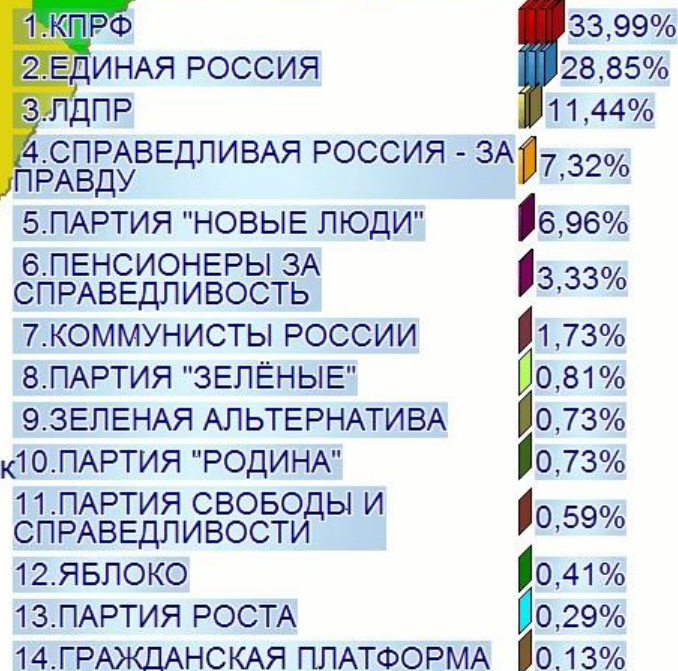 1.КПРФ 33,99%
2.ЕДИНАЯ РОССИЯ 28,85%
3.ЛДПР 11,44%
4.СПРАВЕДЛИВАЯ РОССИЯ - ЗА 7,32%
ПРАВДУ
5.ПАРТИЯ "НОВЫЕ ЛЮДИ" 6,96%
6.ПЕНСИОНЕРЫ ЗА 3,33%
СПРАВЕДЛИВОСТЬ
7.КОММУНИСТЫ РОССИИ 1,73%
8.ПАРТИЯ "ЗЕЛЁНЫЕ" 0,81%
9.ЗЕЛЕНАЯ АЛЬТЕРНАТИВА 0,73%
к 10.ПАРТИЯ "РОДИНА" 0,73%
11.ПАРТИЯ СВОБОДЫ И 0,59%
СПРАВЕДЛИВОСТИ
12.ЯБЛОКО 0,41%
13.ПАРТИЯ РОСТА 0,29%
14.ГРАЖДАНСКАЯ ПЛАТФОРМА 0,13%